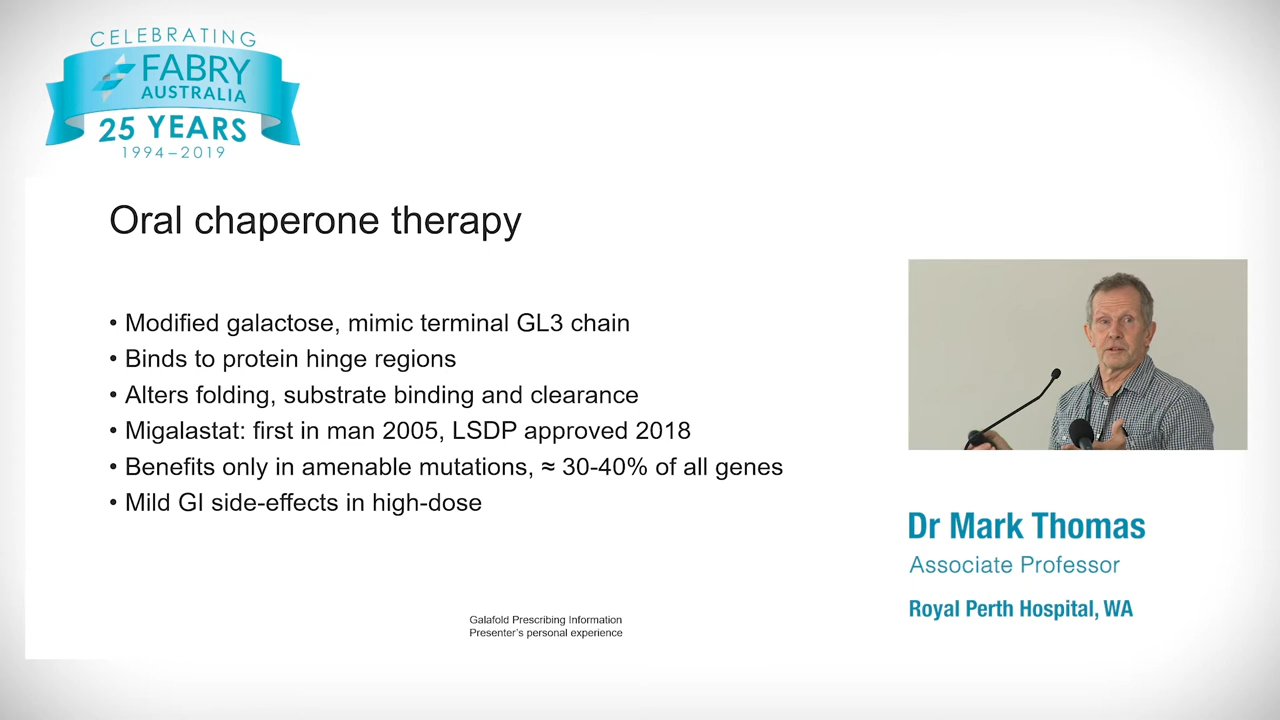 CELEBRATING
FABRY
AUSTRALIA
25 YEARS
1994–2019
Oral chaperone therapy
• Modified galactose, mimic terminal GL3 chain
• Binds to protein hinge regions
• Alters folding, substrate binding and clearance
• Migalastat: first in man 2005, LSDP approved 2018
• Benefits only in amenable mutations, ≈ 30-40% of all genes
• Mild GI side-effects in high-dose
Galafold Prescribing Information
Presenter's personal experience
Dr Mark Thomas
Associate Professor
Royal Perth Hospital, WA